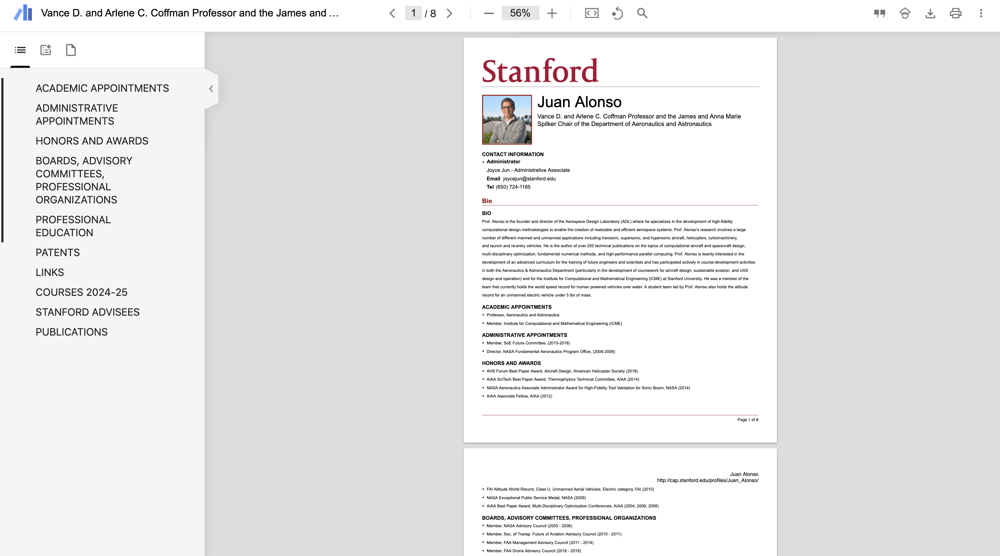 Vance D. and Arlene C. Coffman Professor and the James and …
1 / 8
56%
ACADEMIC APPOINTMENTS
ADMINISTRATIVE
APPOINTMENTS
HONORS AND AWARDS
BOARDS, ADVISORY
COMMITTEES,
PROFESSIONAL
ORGANIZATIONS
PROFESSIONAL
EDUCATION
PATENTS
LINKS
COURSES 2024-25
STANFORD ADVISEES
PUBLICATIONS
Stanford
Juan Alonso
Vance D. and Arlene C. Coffman Professor and the James and Anna Marie
Spilker Chair of the Department of Aeronautics and Astronautics
CONTACT INFORMATION
• Administrator
Joyce Jun - Administrative Associate
Email joycejun@stanford.edu
Tel (650) 724-1185
Bio
BIO
Prof. Alonso is the founder and director of the Aerospace Design Laboratory (ADL) where he specializes in the development of high-fidelity
computational design methodologies to enable the creation of realizable and efficient aerospace systems. Prof. Alonso's research involves a large
number of different manned and unmanned applications including transonic, supersonic, and hypersonic aircraft, helicopters, turbomachinery,
and launch and re-entry vehicles. He is the author of over 200 technical publications on the topics of computational aircraft and spacecraft design,
multi-disciplinary optimization, fundamental numerical methods, and high-performance parallel computing. Prof. Alonso is keenly interested in the
development of an advanced curriculum for the training of future engineers and scientists and has participated actively in course-development activities
in both the Aeronautics & Astronautics Department (particularly in the development of coursework for aircraft design, sustainable aviation, and UAS
design and operation) and for the Institute for Computational and Mathematical Engineering (ICME) at Stanford University. He was a member of the
team that currently holds the world speed record for human powered vehicles over water. A student team led by Prof. Alonso also holds the altitude
record for an unmanned electric vehicle under 5 lbs of mass.
ACADEMIC APPOINTMENTS
• Professor, Aeronautics and Astronautics
• Member, Institute for Computational and Mathematical Engineering (ICME)
ADMINISTRATIVE APPOINTMENTS
• Member, SoE Future Committee, (2015-2016)
• Director, NASA Fundamental Aeronautics Program Office, (2006-2008)
HONORS AND AWARDS
• AHS Forum Best Paper Award, Aircraft Design, American Helicopter Society (2018)
• AIAA SciTech Best Paper Award, Thermophysics Technical Committee, AIAA (2014)
• NASA Aeronautics Associate Administrator Award for High-Fidelity Tool Validation for Sonic Boom, NASA (2014)
• AIAA Associate Fellow, AIAA (2012)
Page 1 of 8
Juan Alonso
http://cap.stanford.edu/profiles/Juan_Alonso/
• FAI Altitude World Record, Class U, Unmanned Aerial Vehicles, Electric category, FAI (2010)
• NASA Exceptional Public Service Medal, NASA (2009)
• AIAA Best Paper Award, Multi-Disciplinary Optimization Conferences, AIAA (2004, 2006, 2008)
BOARDS, ADVISORY COMMITTEES, PROFESSIONAL ORGANIZATIONS
• Member, NASA Advisory Council (2005 - 2006)
• Member, Sec. of Transp. Future of Aviation Advisory Council (2010 - 2011)
• Member, FAA Management Advisory Council (2011 - 2014)
• Member, FAA Drone Advisory Council (2016 - 2018)